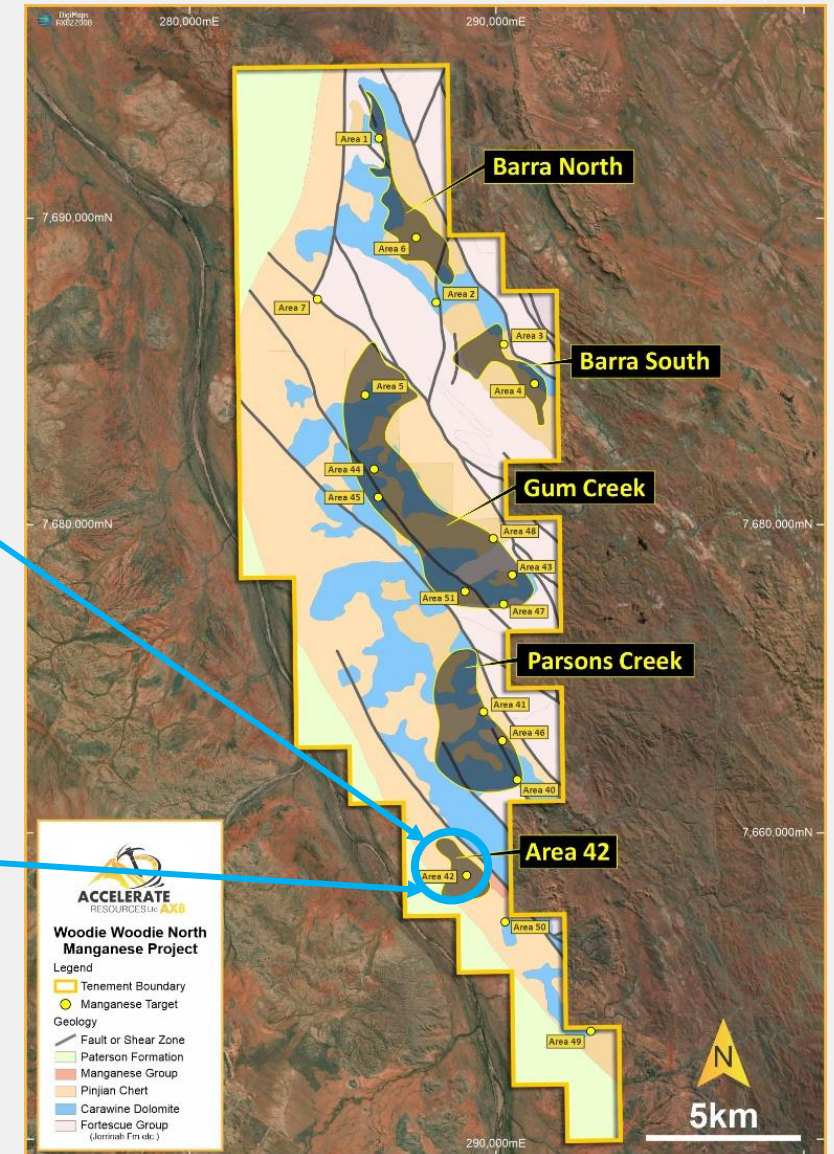 DigiMaps
AX822008
280,000mE
290,000mE
Area 1
Barra North
7,690,000mN
Area 6
Area 2
Area 7
Area 3
Barra South
Area 4
Area 5
Area 44
Gum Creek
Area 45
7,680,000mN
Area 48
7,680,000mN
Area 43
Area 51
Area 47
Parsons Creek
Area 41
Area 46
Area 40
7,660,000mN
Area 42
Area 42
Area 50
Area 49
ACCELERATE
RESOURCES LTD AX8
Woodie Woodie North
Manganese Project
Legend
Tenement Boundary
Manganese Target
Geology
Fault or Shear Zone
Paterson Formation
Manganese Group
Pinjian Chert
Carawine Dolomite
Fortescue Group
(Jerrinah Fm etc.)
N
5km
290,000mE